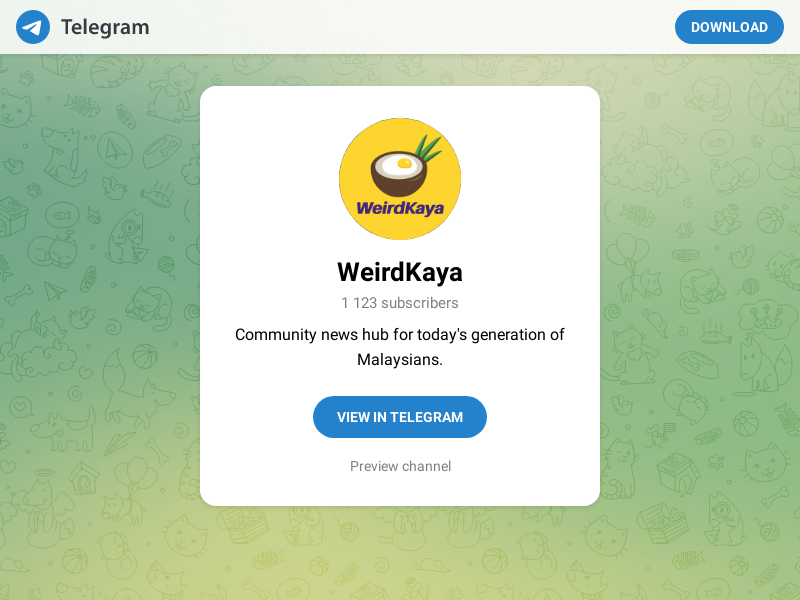 Telegram
DOWNLOAD
WeirdKaya
WeirdKaya
1 123 subscribers
Community news hub for today's generation of
Malaysians.
VIEW IN TELEGRAM
Preview channel